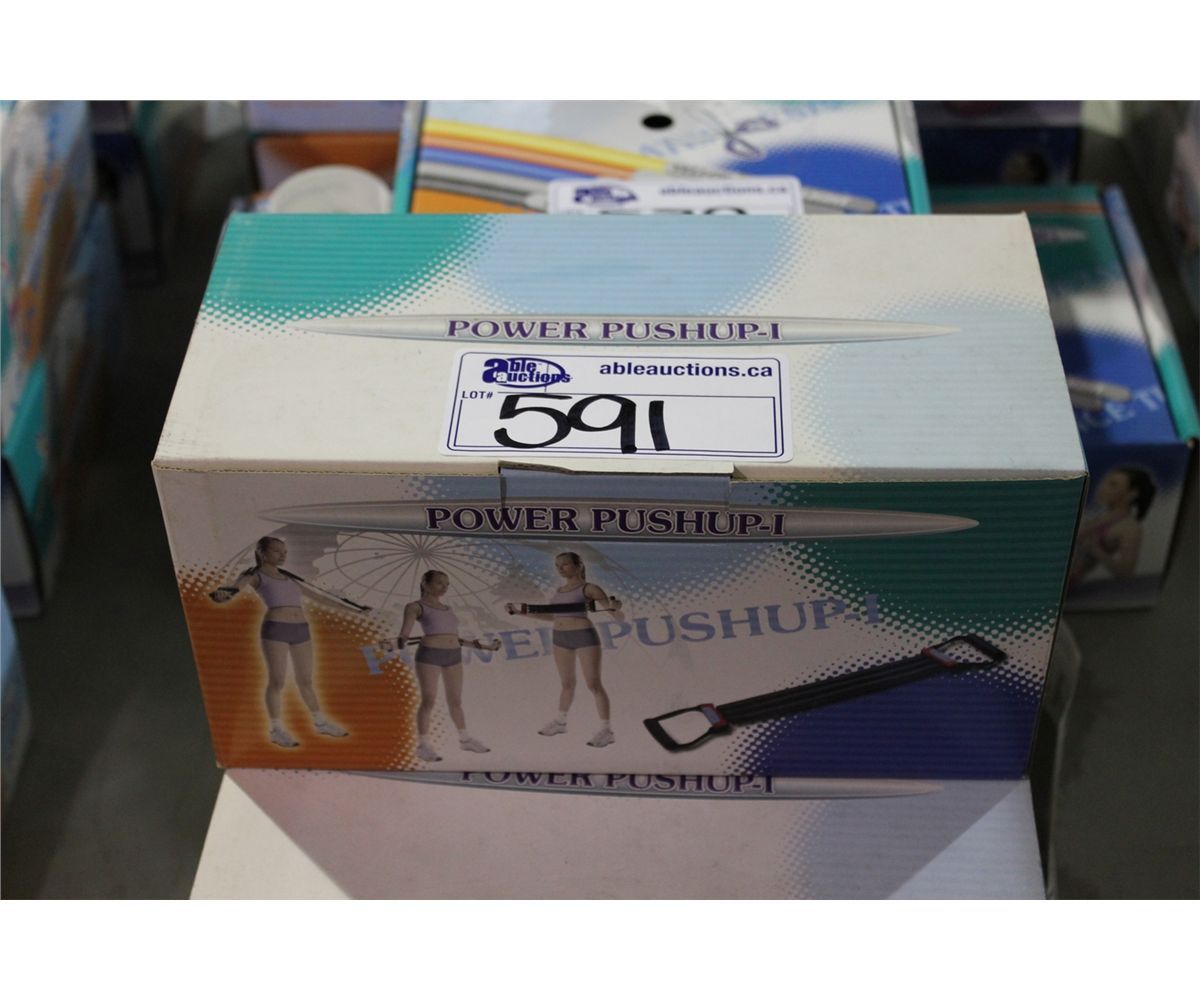 ableauctions.ca
POWER PUSHUP-I
able auctions
ableauctions.ca
LOT#
591
POWER PUSHUP-I
POWER PUSHUP-I
POWER PUSHUP-I